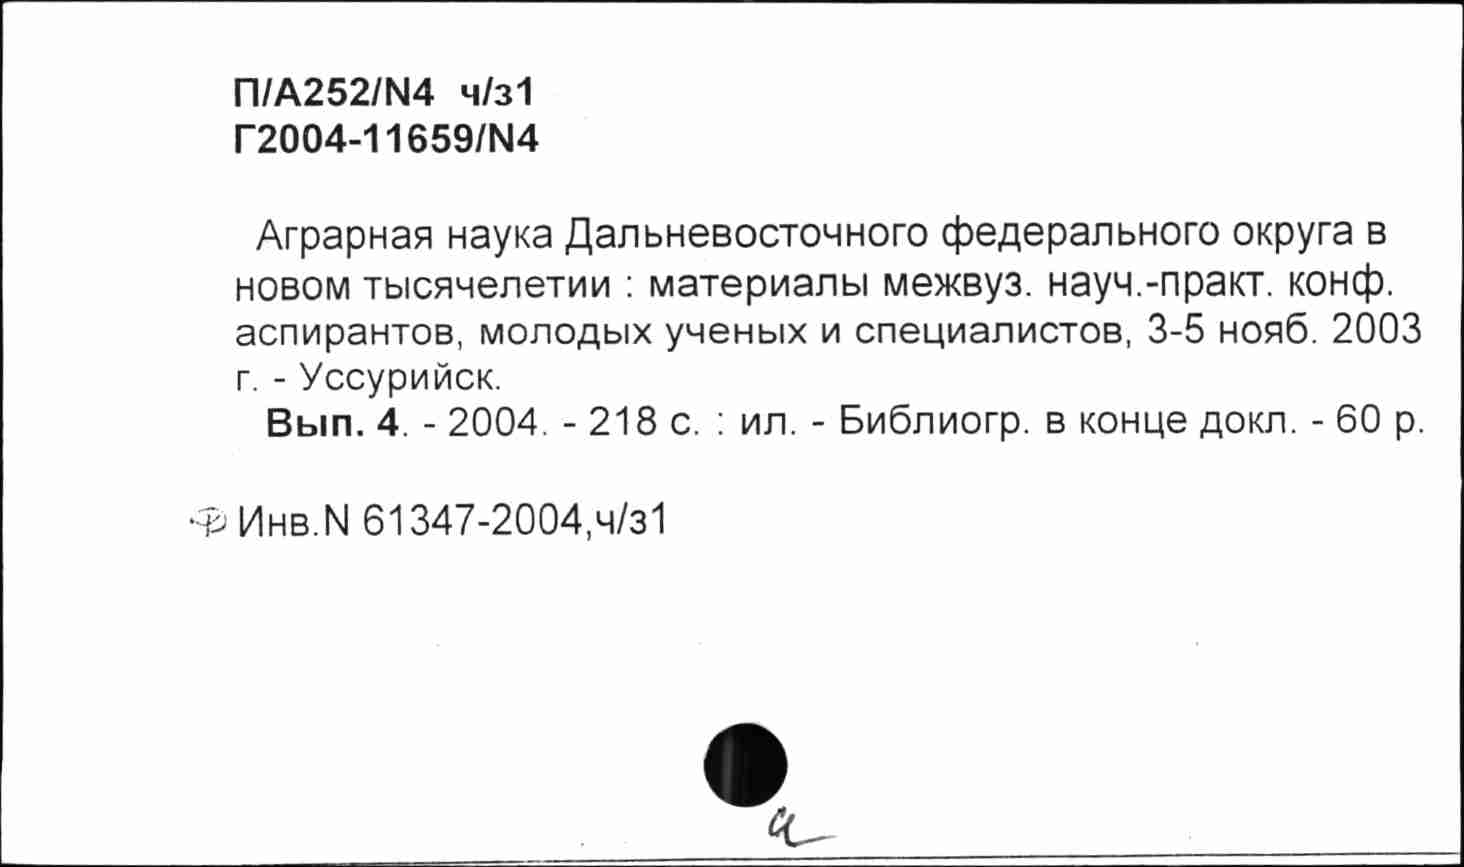 П/А252/N4 ч/з1
Г2004-11659/N4
Аграрная наука Дальневосточного федерального округа в
новом тысячелетии : материалы межвуз. науч.-практ. конф.
аспирантов, молодых ученых и специалистов, 3-5 нояб. 2003
г. - Уссурийск.
Вып. 4. - 2004. - 218 с. : ил. - Библиогр. в конце докл. - 60 р.
Инв.N 61347-2004,ч/з1